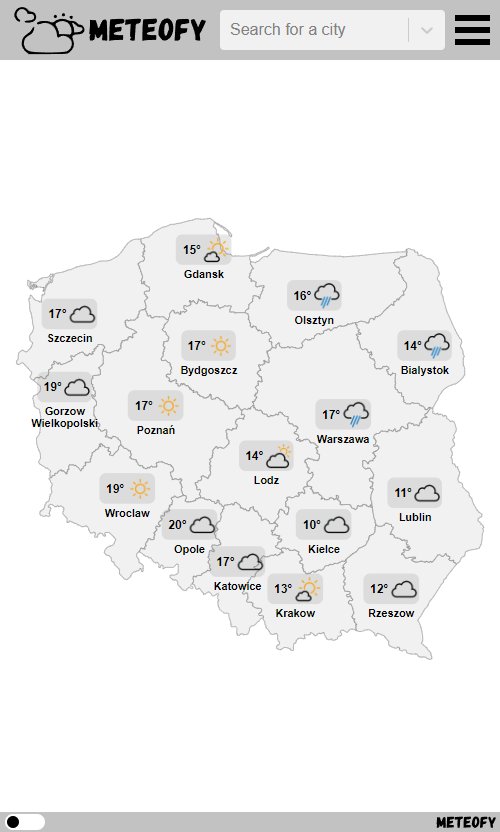 METEOFY
Search for a city
15°
Gdansk
16°
Olsztyn
17°
Szczecin
17°
Bydgoszcz
14°
Bialystok
19°
Gorzow
Wielkopolski
17°
Poznań
17°
Warszawa
14°
Lodz
19°
Wroclaw
11°
Lublin
20°
Opole
10°
Kielce
17°
Katowice
13°
Krakow
12°
Rzeszow
METEOFY